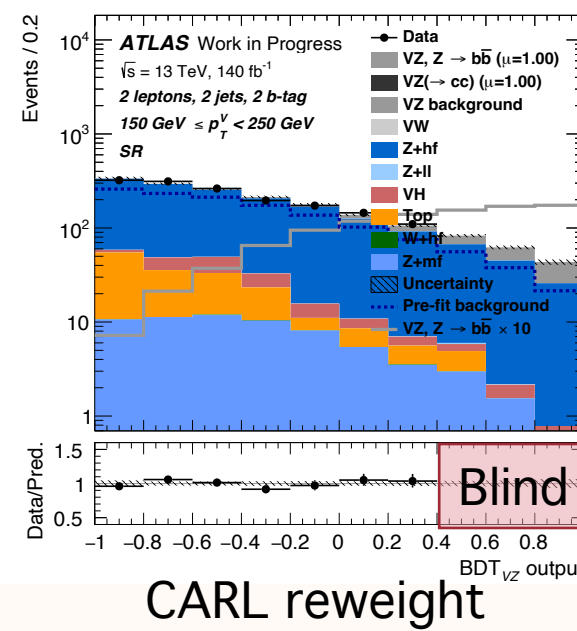 Events / 0.2
10⁴
10³
10²
10
1
ATLAS Work in Progress
√s = 13 TeV, 140 fb⁻¹
2 leptons, 2 jets, 2 b-tag
150 GeV ≤ p_T^V < 250 GeV
SR
Data
VZ, Z → bb̅ (μ=1.00)
VZ(→ cc) (μ=1.00)
VZ background
VW
Z+hf
Z+ll
VH
Top
W+hf
Z+mf
Uncertainty
Pre-fit background
VZ, Z → bb̅ × 10
Data/Pred.
1.5
1
0.5
Blind
−1 −0.8 −0.6 −0.4 −0.2 0 0.2 0.4 0.6 0.8
BDT_VZ outpu
CARL reweight